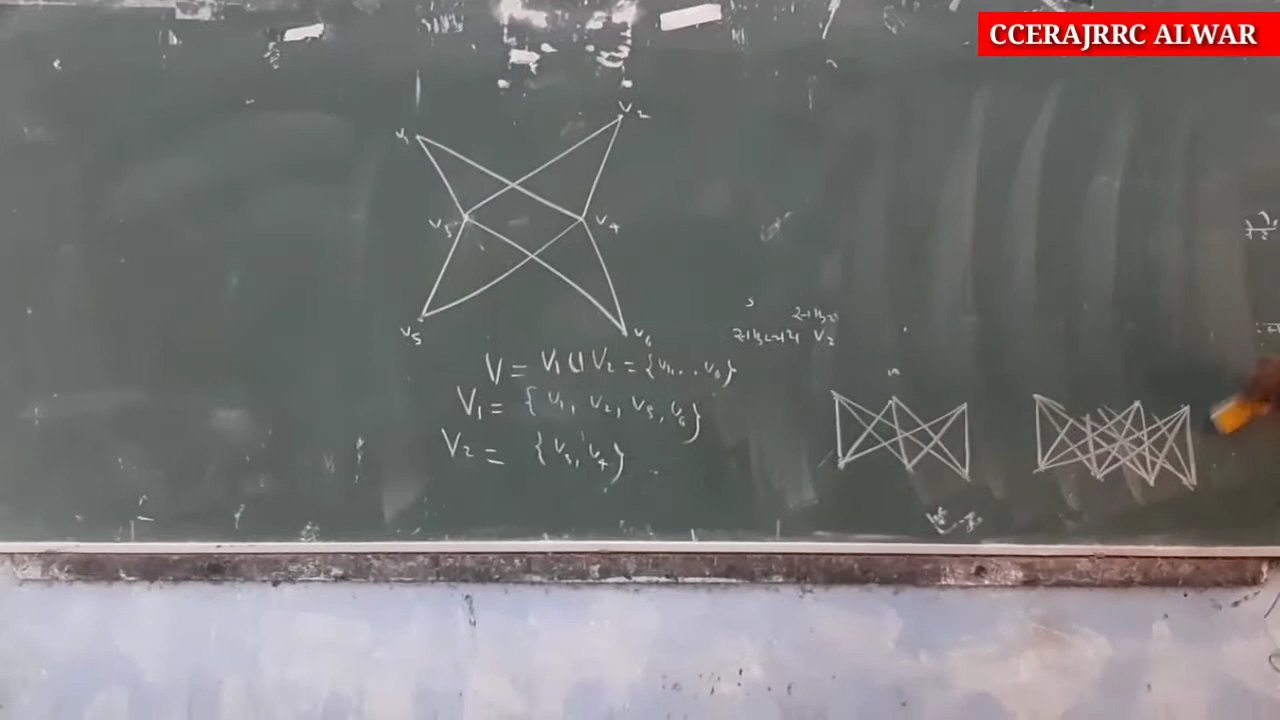 CCERAJRRC ALWAR
v₁
v₂
v₃
v₄
v₅
v₆
V = V₁ ∪ V₂ = {v₁, . . v₆}
V₁ = {v₁, v₂, v₅, v₆}
V₂ = {v₃, v₄}
V₂